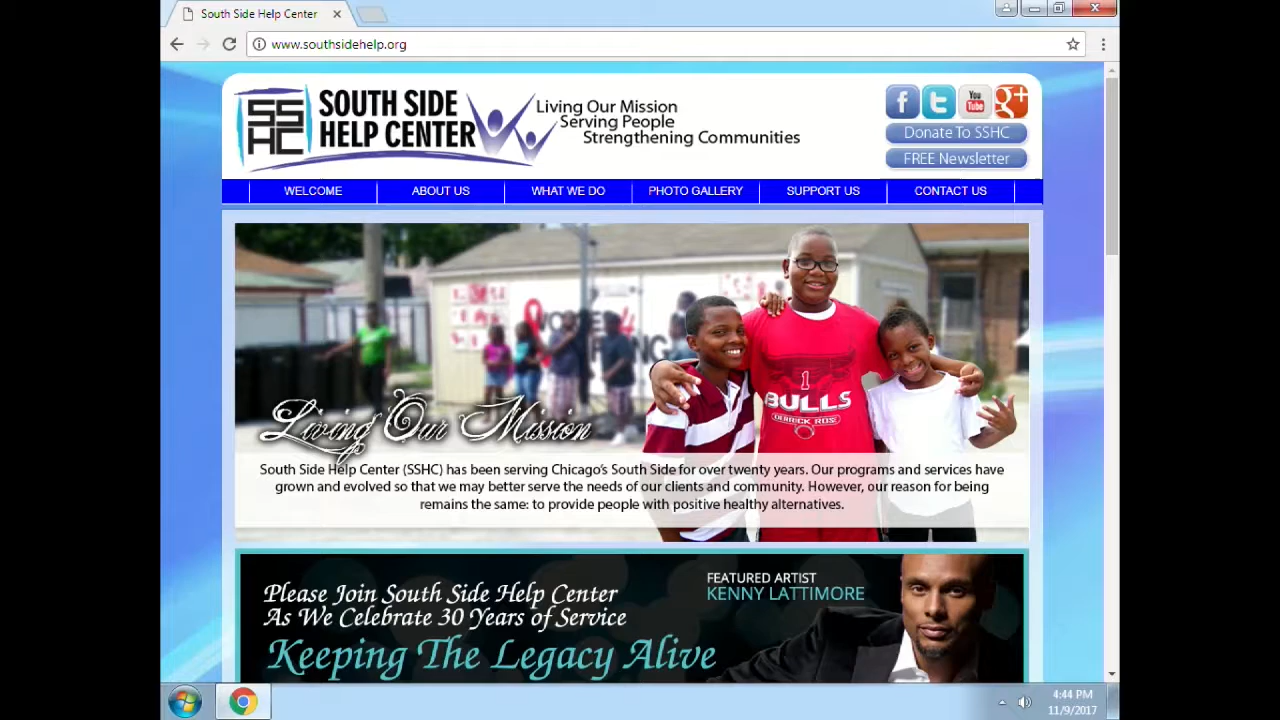 South Side Help Center
www.southsidehelp.org
SSHC
SOUTH SIDE
HELP CENTER
Living Our Mission
Serving People
Strengthening Communities
f
t
You
Tube
g+
Donate To SSHC
FREE Newsletter
WELCOME
ABOUT US
WHAT WE DO
PHOTO GALLERY
SUPPORT US
CONTACT US
1
BULLS
DERRICK ROSE
Living Our Mission
South Side Help Center (SSHC) has been serving Chicago's South Side for over twenty years. Our programs and services have
grown and evolved so that we may better serve the needs of our clients and community. However, our reason for being
remains the same: to provide people with positive healthy alternatives.
Please Join South Side Help Center
As We Celebrate 30 Years of Service
Keeping The Legacy Alive
FEATURED ARTIST
KENNY LATTIMORE
4:44 PM
11/9/2017